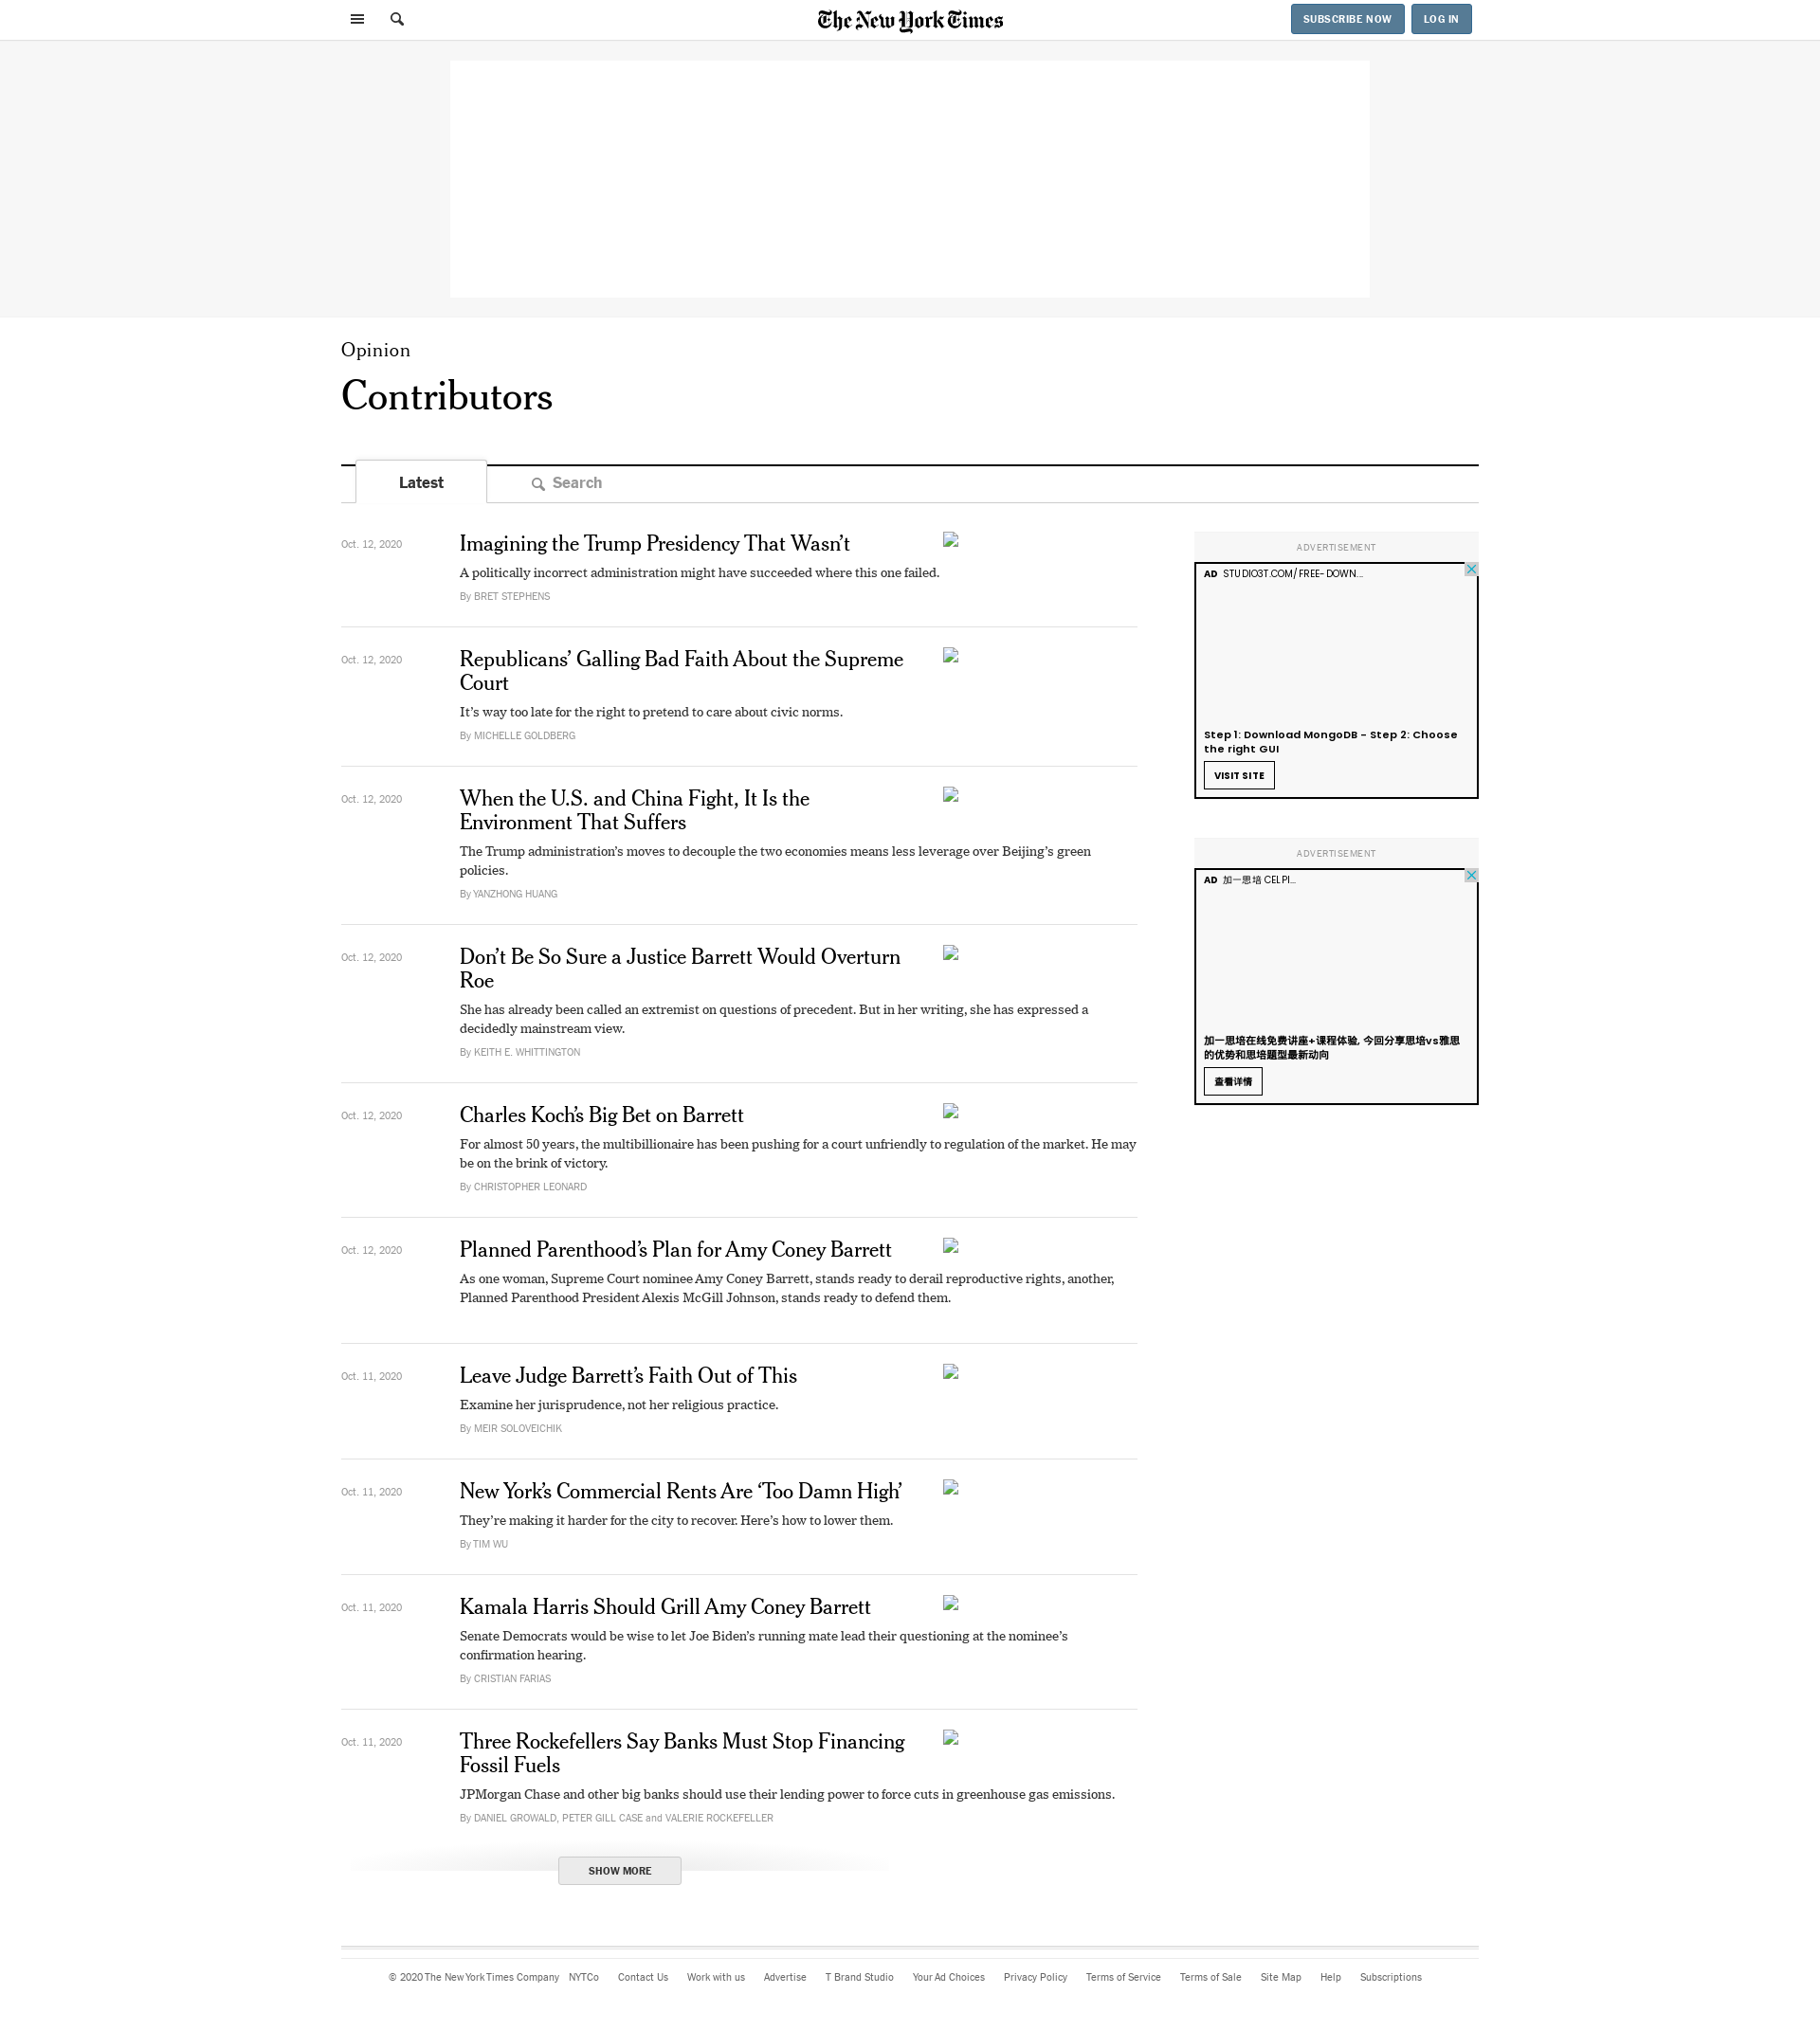 The New York Times
SUBSCRIBE NOW
LOG IN
Opinion
Contributors
Latest
Search
Oct. 12, 2020
Imagining the Trump Presidency That Wasn’t
A politically incorrect administration might have succeeded where this one failed.
By BRET STEPHENS
Oct. 12, 2020
Republicans’ Galling Bad Faith About the Supreme
Court
It’s way too late for the right to pretend to care about civic norms.
By MICHELLE GOLDBERG
Oct. 12, 2020
When the U.S. and China Fight, It Is the
Environment That Suffers
The Trump administration’s moves to decouple the two economies means less leverage over Beijing’s green
policies.
By YANZHONG HUANG
Oct. 12, 2020
Don’t Be So Sure a Justice Barrett Would Overturn
Roe
She has already been called an extremist on questions of precedent. But in her writing, she has expressed a
decidedly mainstream view.
By KEITH E. WHITTINGTON
Oct. 12, 2020
Charles Koch’s Big Bet on Barrett
For almost 50 years, the multibillionaire has been pushing for a court unfriendly to regulation of the market. He may
be on the brink of victory.
By CHRISTOPHER LEONARD
Oct. 12, 2020
Planned Parenthood’s Plan for Amy Coney Barrett
As one woman, Supreme Court nominee Amy Coney Barrett, stands ready to derail reproductive rights, another,
Planned Parenthood President Alexis McGill Johnson, stands ready to defend them.
Oct. 11, 2020
Leave Judge Barrett’s Faith Out of This
Examine her jurisprudence, not her religious practice.
By MEIR SOLOVEICHIK
Oct. 11, 2020
New York’s Commercial Rents Are ‘Too Damn High’
They’re making it harder for the city to recover. Here’s how to lower them.
By TIM WU
Oct. 11, 2020
Kamala Harris Should Grill Amy Coney Barrett
Senate Democrats would be wise to let Joe Biden’s running mate lead their questioning at the nominee’s
confirmation hearing.
By CRISTIAN FARIAS
Oct. 11, 2020
Three Rockefellers Say Banks Must Stop Financing
Fossil Fuels
JPMorgan Chase and other big banks should use their lending power to force cuts in greenhouse gas emissions.
By DANIEL GROWALD, PETER GILL CASE and VALERIE ROCKEFELLER
SHOW MORE
ADVERTISEMENT
AD STUDIO3T.COM/FREE-DOWN...
Step 1: Download MongoDB - Step 2: Choose
the right GUI
VISIT SITE
ADVERTISEMENT
AD 加一思培 CELPI...
加一思培在线免费讲座+课程体验, 今回分享思培vs雅思
的优势和思培题型最新动向
查看详情
© 2020 The New York Times Company NYTCo Contact Us Work with us Advertise T Brand Studio Your Ad Choices Privacy Policy Terms of Service Terms of Sale Site Map Help Subscriptions